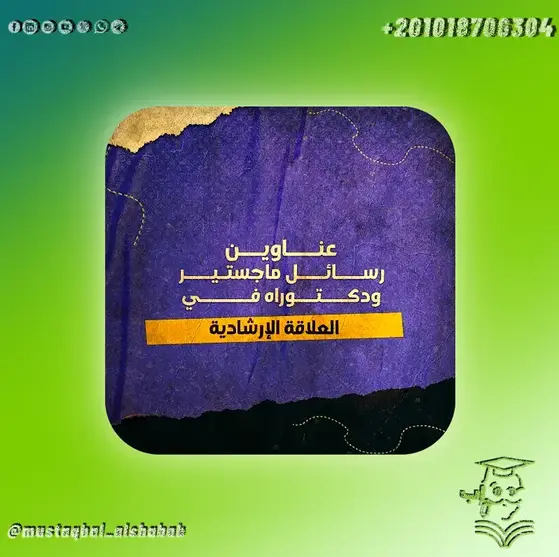 +201018706304
عناوين
رسائل ماجستير
ودكتوراه في
العلاقة الإرشادية
@mustaqbal_alshabab